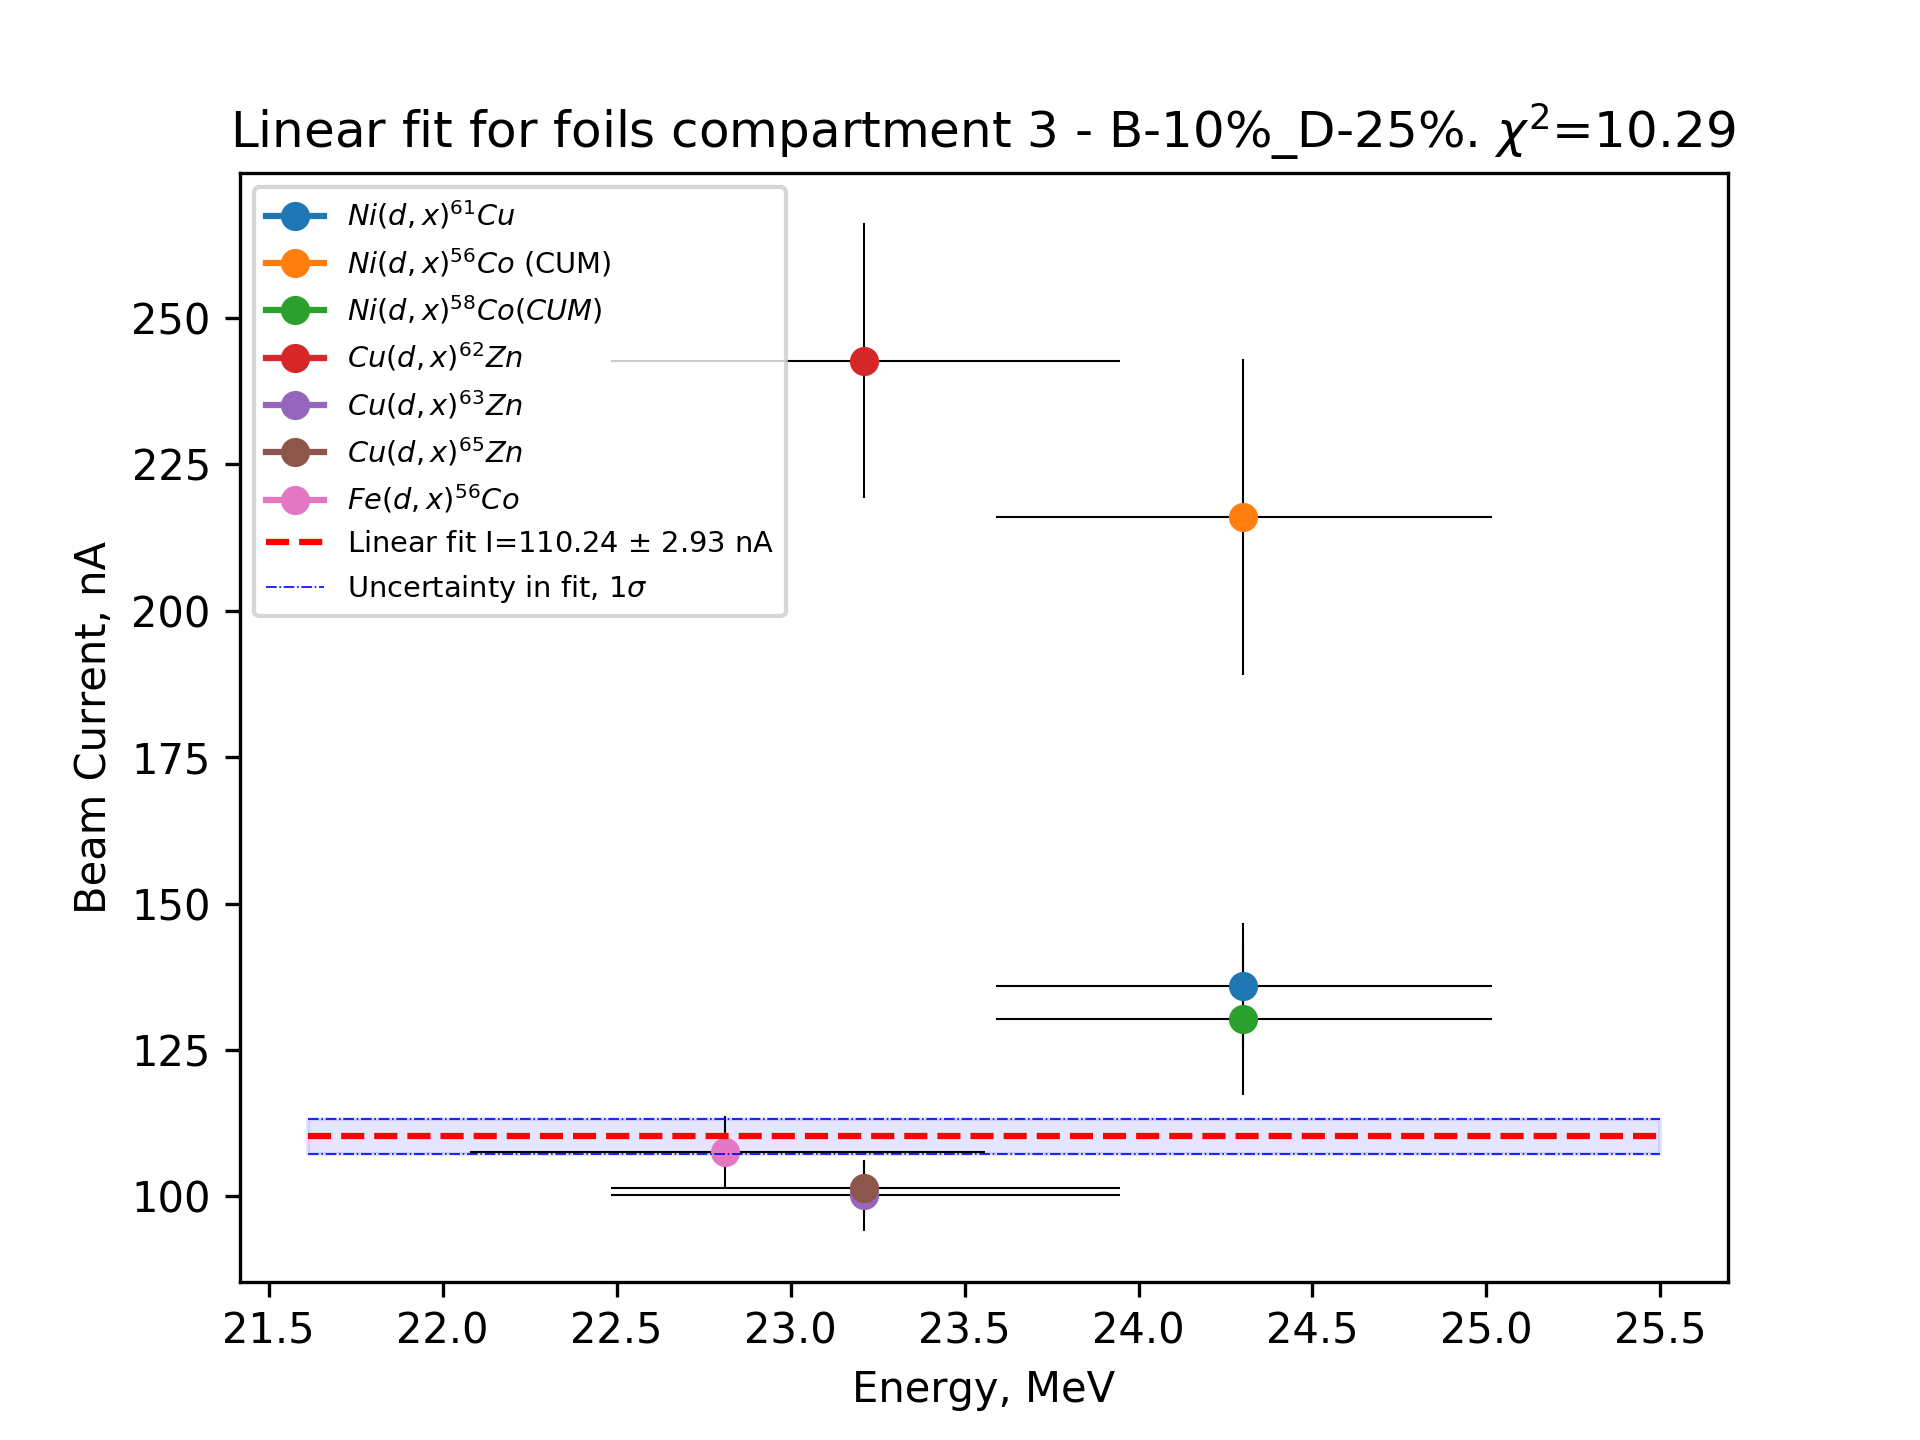 Linear fit for foils compartment 3 - B-10%_D-25%. χ²=10.29
Ni(d, x)⁶¹Cu
Ni(d, x)⁵⁶Co (CUM)
Ni(d, x)⁵⁸Co(CUM)
Cu(d, x)⁶²Zn
Cu(d, x)⁶³Zn
Cu(d, x)⁶⁵Zn
Fe(d, x)⁵⁶Co
Linear fit I=110.24 ± 2.93 nA
Uncertainty in fit, 1σ
Beam Current, nA
250
225
200
175
150
125
100
21.5 22.0 22.5 23.0 23.5 24.0 24.5 25.0 25.5
Energy, MeV